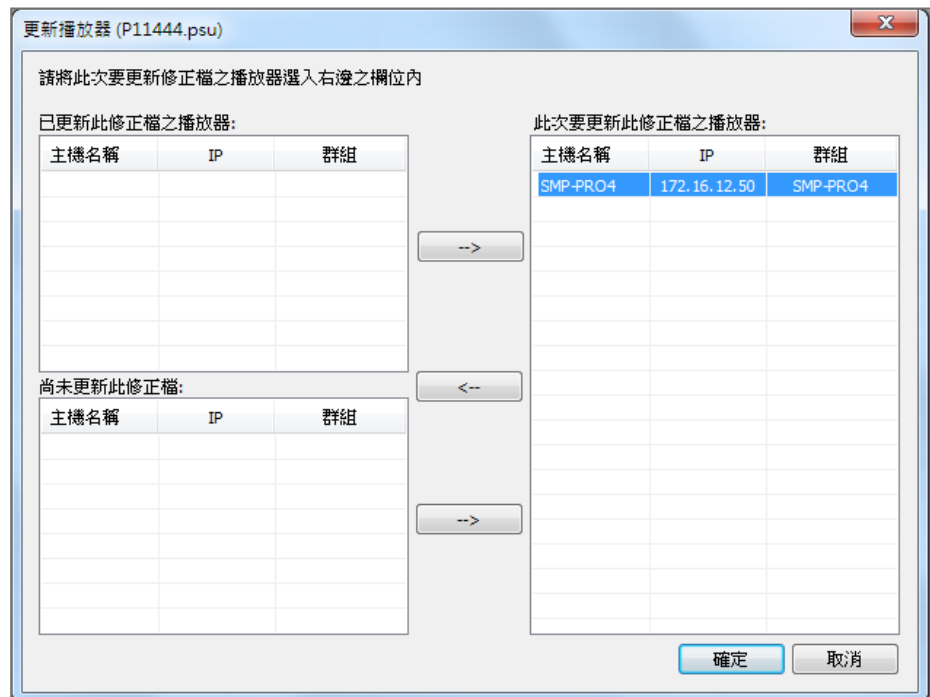 更新播放器 (P11444.psu)
請將此次要更新修正檔之播放器選入右邊之欄位內
已更新此修正檔之播放器:
主機名稱 IP 群組
-->
尚未更新此修正檔:
主機名稱 IP 群組
<--
-->
此次要更新此修正檔之播放器:
主機名稱 IP 群組
SMP-PRO4 172.16.12.50 SMP-PRO4
確定 取消